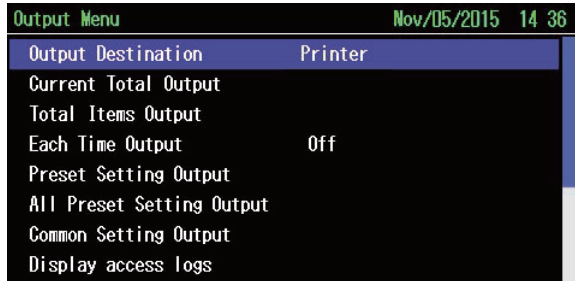 Output Menu Nov/05/2015 14 36
Output Destination Printer
Current Total Output
Total Items Output
Each Time Output Off
Preset Setting Output
All Preset Setting Output
Common Setting Output
Display access logs